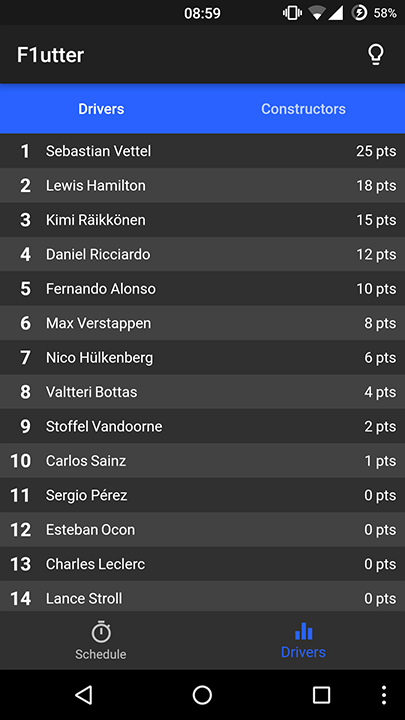 08:59 58%
F1utter
Drivers Constructors
1 Sebastian Vettel 25 pts
2 Lewis Hamilton 18 pts
3 Kimi Räikkönen 15 pts
4 Daniel Ricciardo 12 pts
5 Fernando Alonso 10 pts
6 Max Verstappen 8 pts
7 Nico Hülkenberg 6 pts
8 Valtteri Bottas 4 pts
9 Stoffel Vandoorne 2 pts
10 Carlos Sainz 1 pts
11 Sergio Pérez 0 pts
12 Esteban Ocon 0 pts
13 Charles Leclerc 0 pts
14 Lance Stroll 0 pts
Schedule Drivers